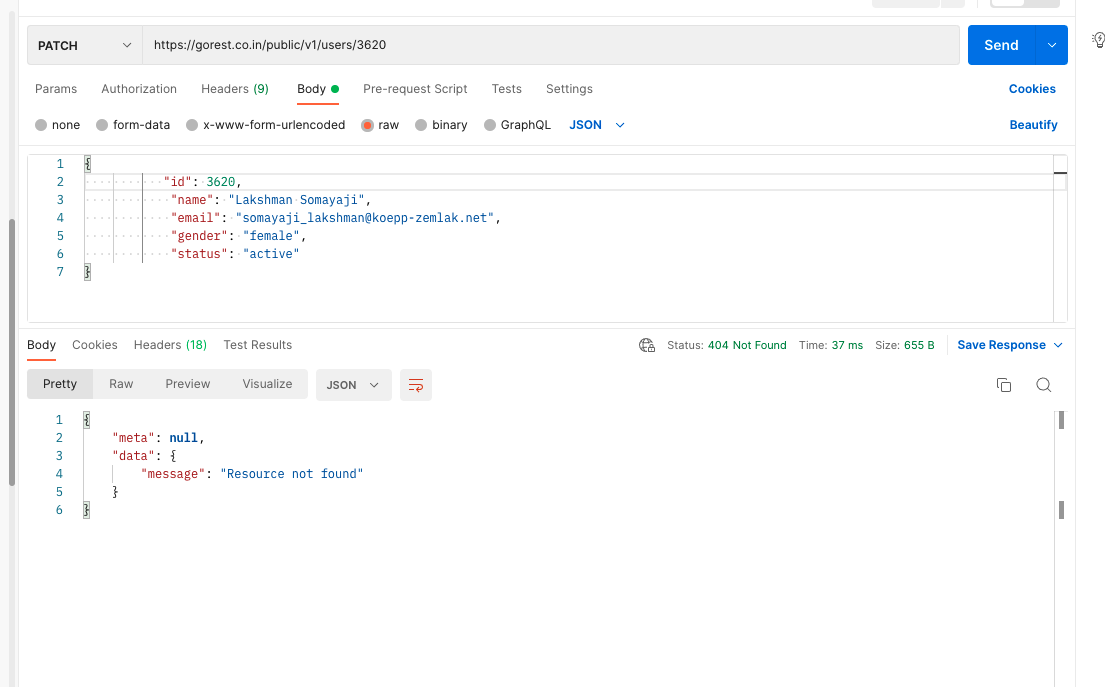 PATCH https://gorest.co.in/public/v1/users/3620 Send
Params Authorization Headers (9) Body Pre-request Script Tests Settings Cookies
none form-data x-www-form-urlencoded raw binary GraphQL JSON Beautify
1 {
2 "id": 3620,
3 "name": "Lakshman Somayaji",
4 "email": "somayaji_lakshman@koepp-zemlak.net",
5 "gender": "female",
6 "status": "active"
7 }
Body Cookies Headers (18) Test Results Status: 404 Not Found Time: 37 ms Size: 655 B Save Response
Pretty Raw Preview Visualize JSON
1 {
2 "meta": null,
3 "data": {
4 "message": "Resource not found"
5 }
6 }